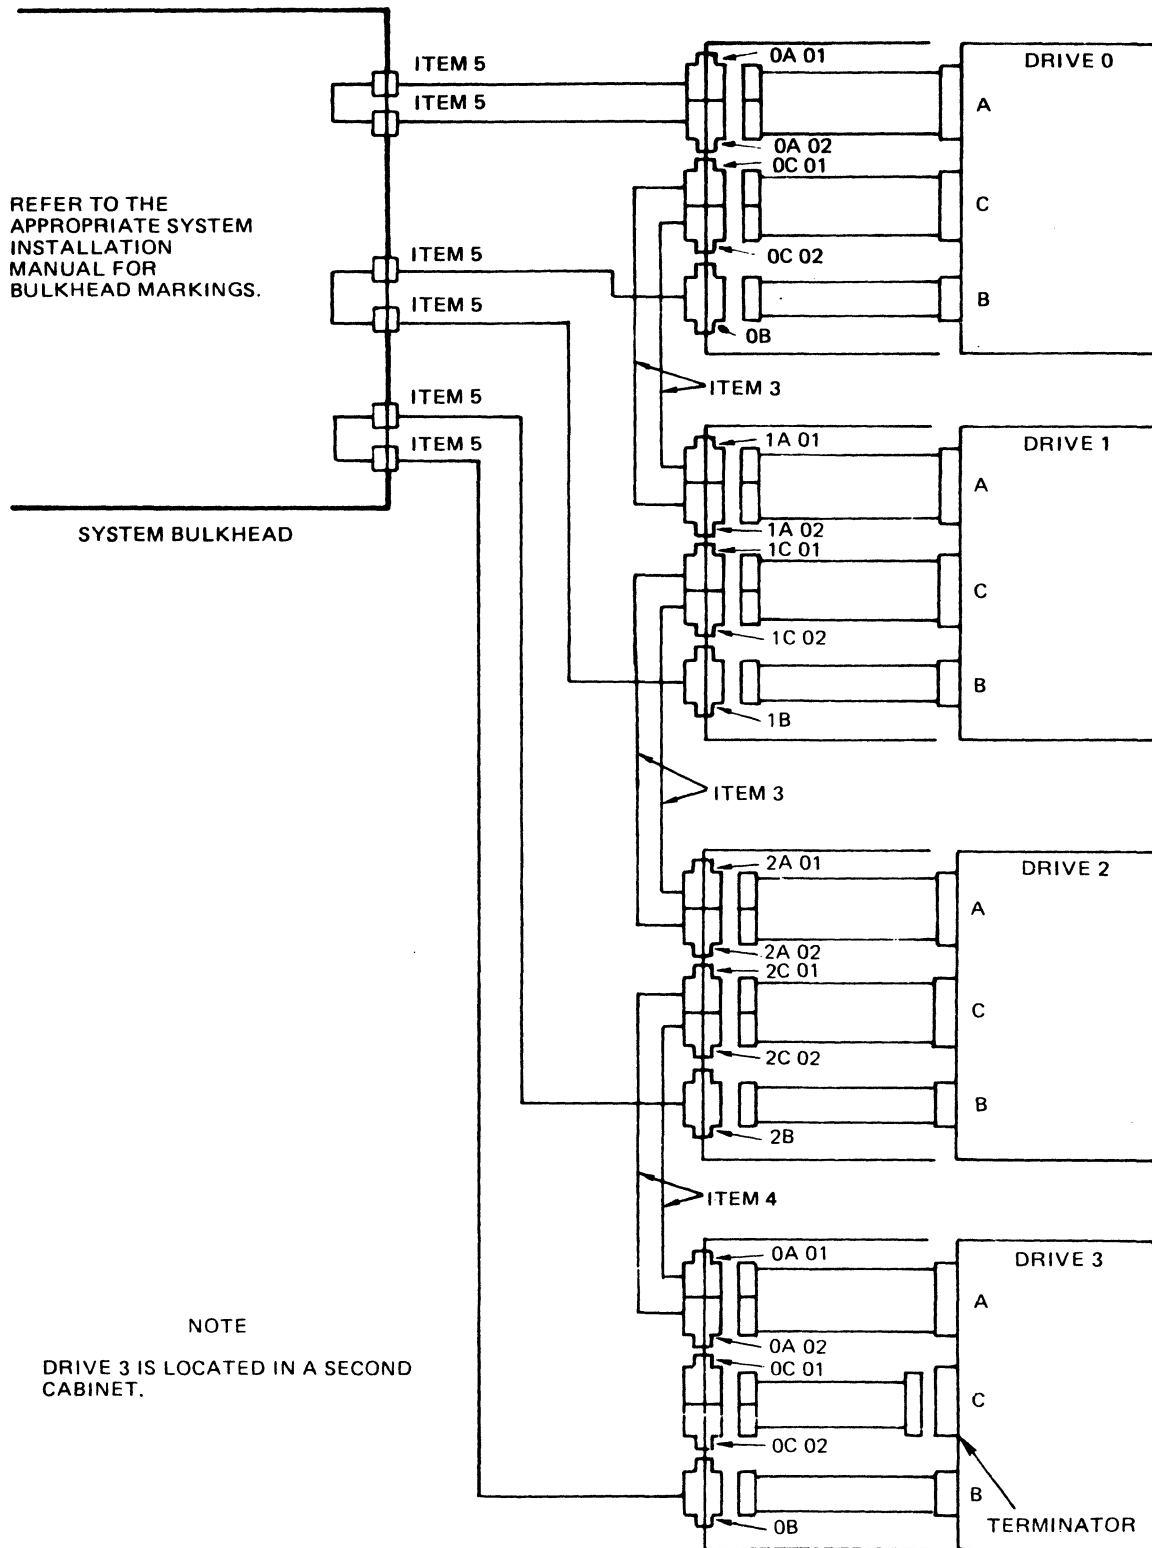 ITEM 5
ITEM 5
REFER TO THE
APPROPRIATE SYSTEM
INSTALLATION
MANUAL FOR
BULKHEAD MARKINGS.
ITEM 5
ITEM 5
ITEM 5
ITEM 5
SYSTEM BULKHEAD
0A 01
0A 02
0C 01
0C 02
0B
DRIVE 0
A
C
B
ITEM 3
1A 01
1A 02
1C 01
1C 02
1B
DRIVE 1
A
C
B
ITEM 3
2A 01
2A 02
2C 01
2C 02
2B
DRIVE 2
A
C
B
ITEM 4
0A 01
0A 02
0C 01
0C 02
0B
DRIVE 3
A
C
B
TERMINATOR
NOTE
DRIVE 3 IS LOCATED IN A SECOND
CABINET.